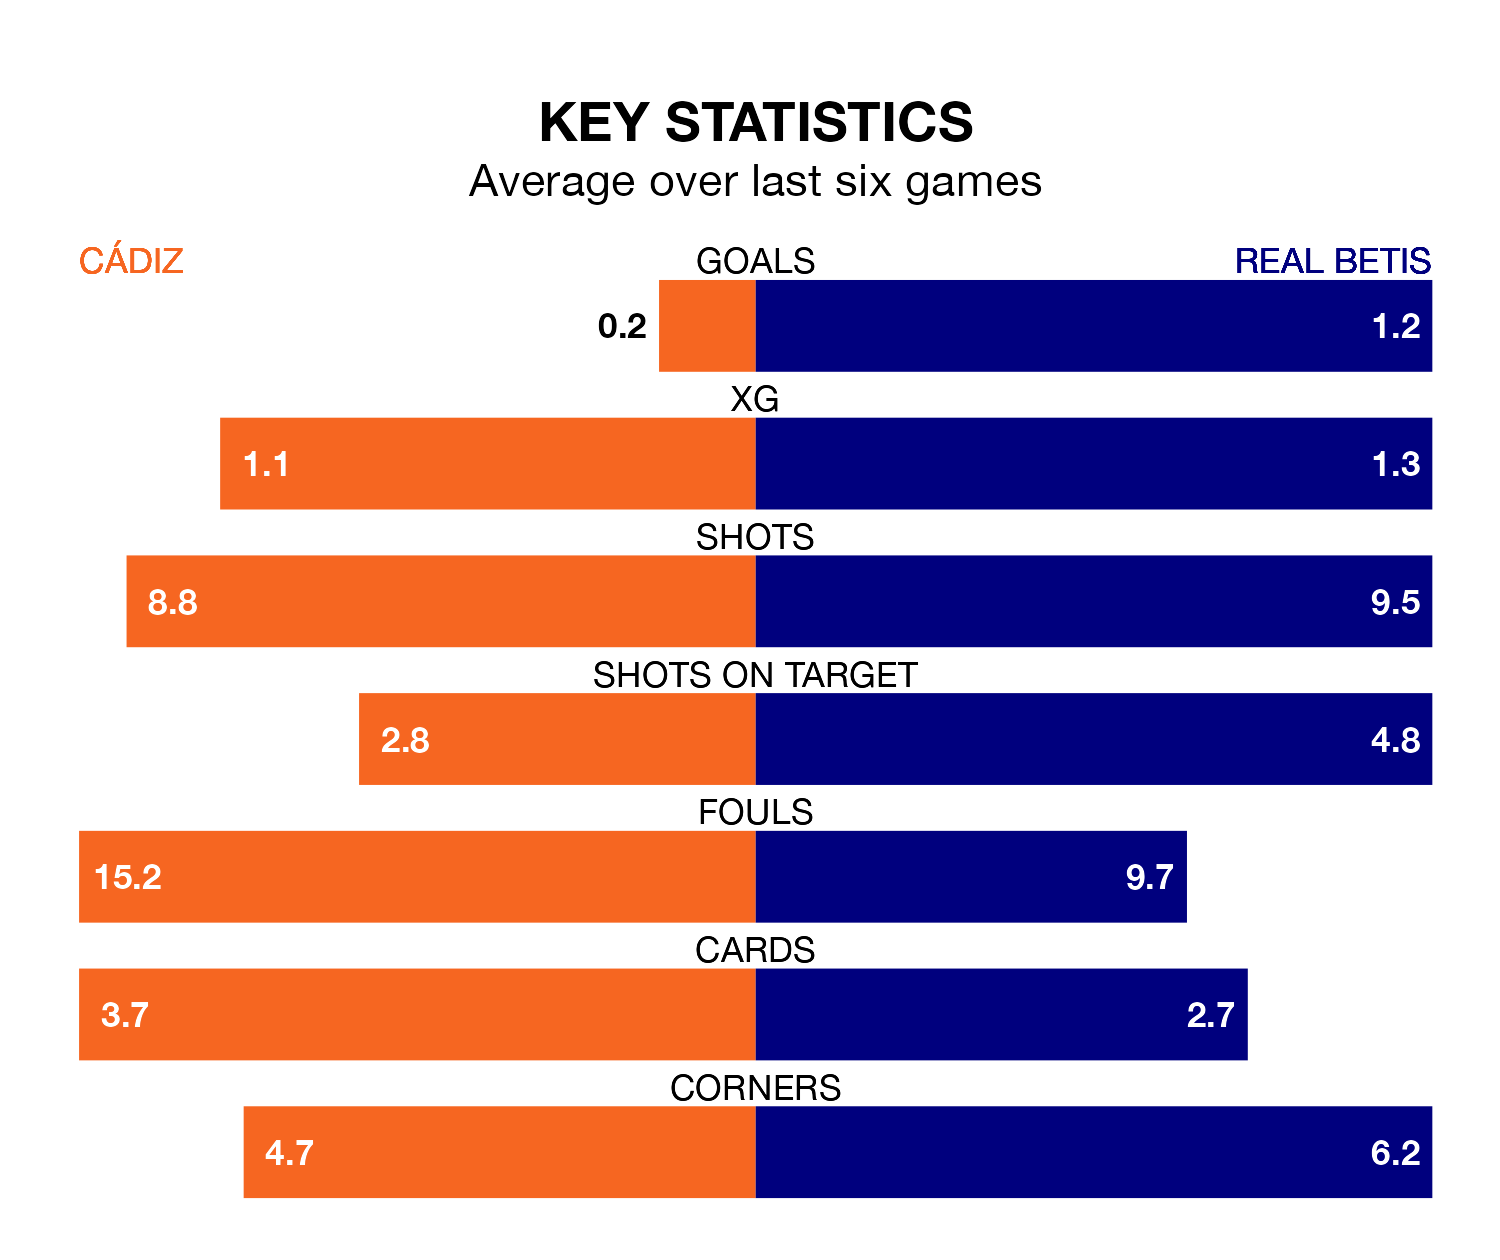 KEY STATISTICS
Average over last six games
CÁDIZ GOALS REAL BETIS
0.2 1.2
XG
1.1 1.3
SHOTS
8.8 9.5
SHOTS ON TARGET
2.8 4.8
FOULS
15.2 9.7
CARDS
3.7 2.7
CORNERS
4.7 6.2